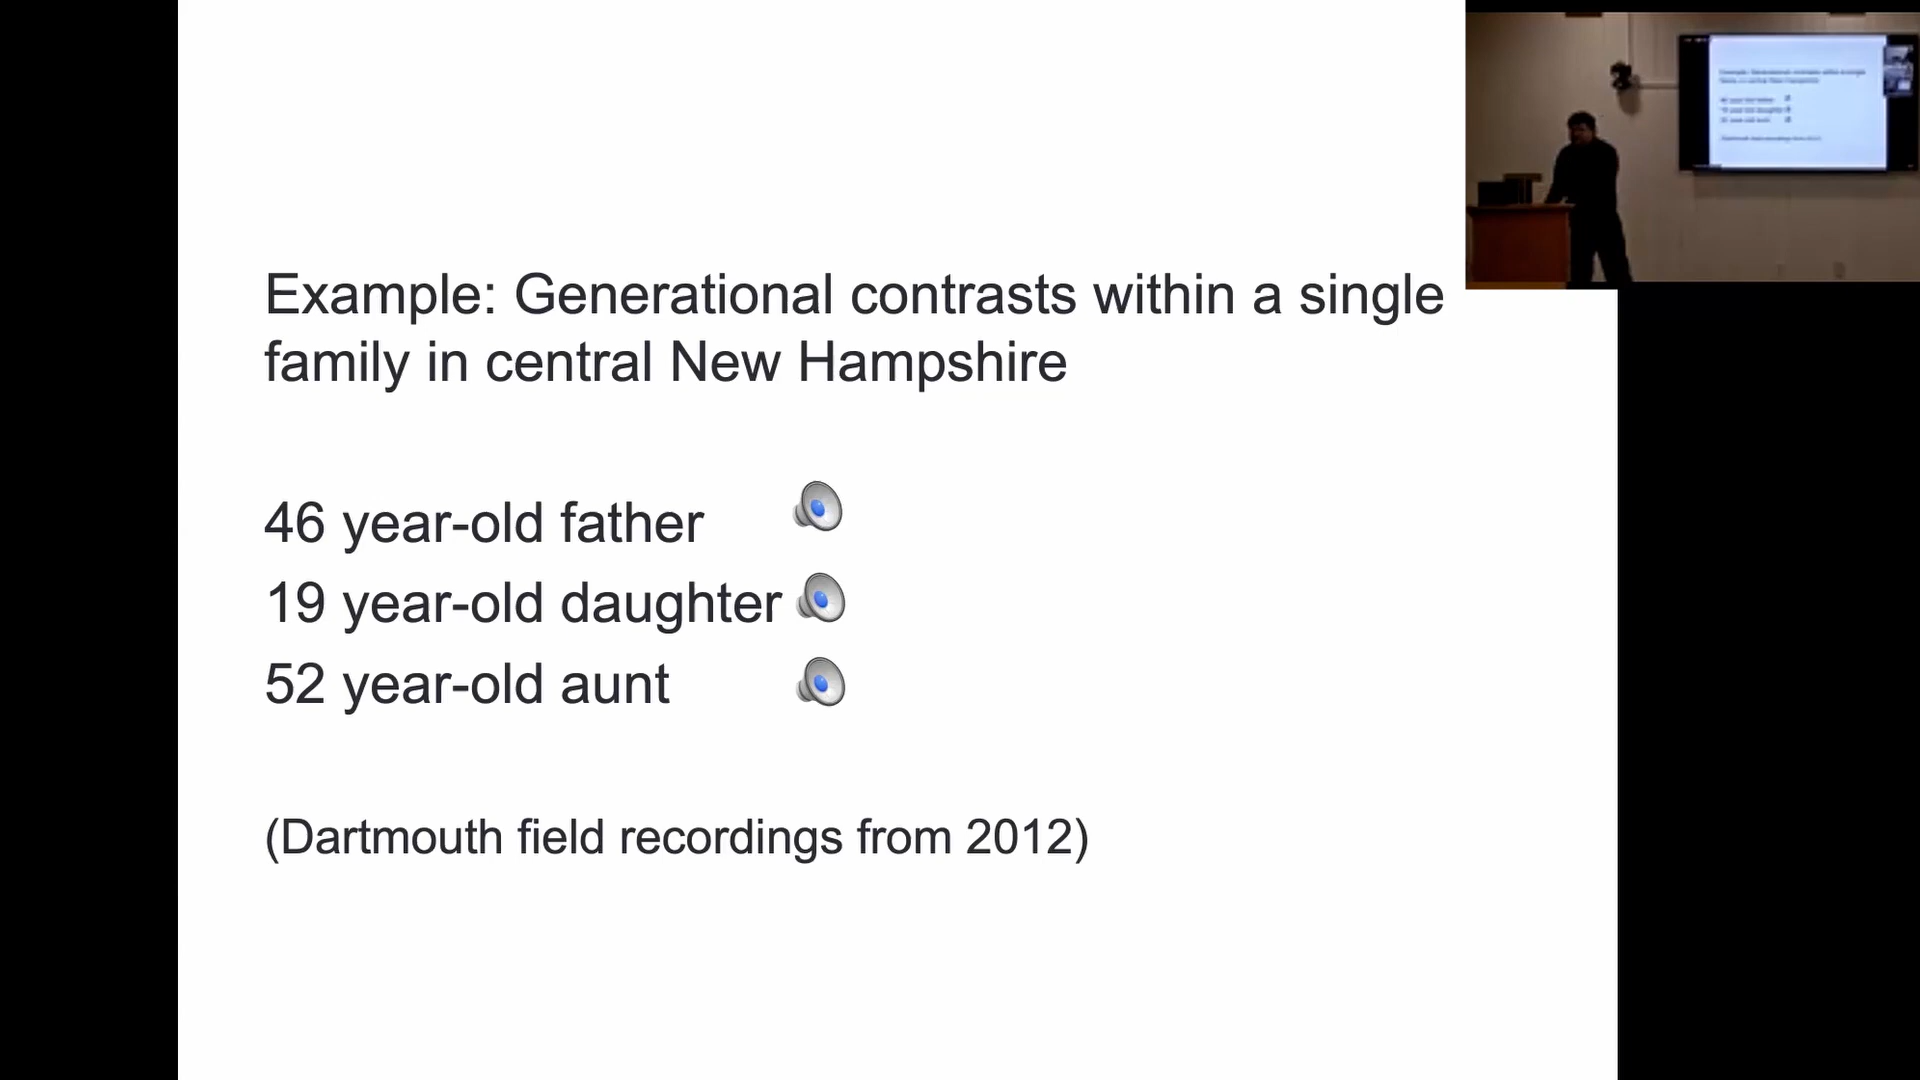 Example: Generational contrasts within a single
family in central New Hampshire
46 year-old father
19 year-old daughter
52 year-old aunt
(Dartmouth field recordings from 2012)